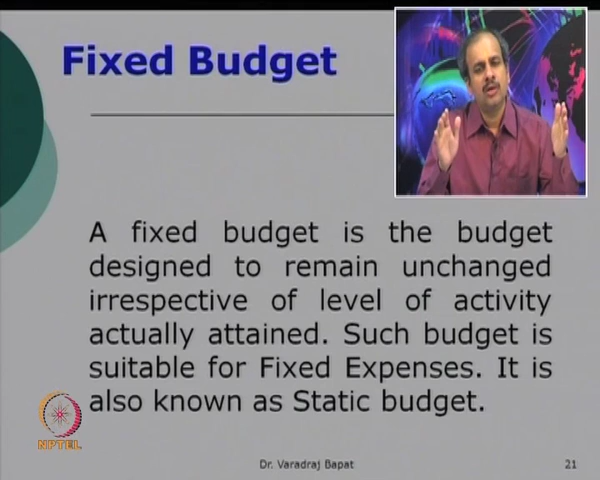 Fixed Budget
A fixed budget is the budget
designed to remain unchanged
irrespective of level of activity
actually attained. Such budget is
suitable for Fixed Expenses. It is
also known as Static budget.
NPTEL
Dr. Varadraj Bapat
21